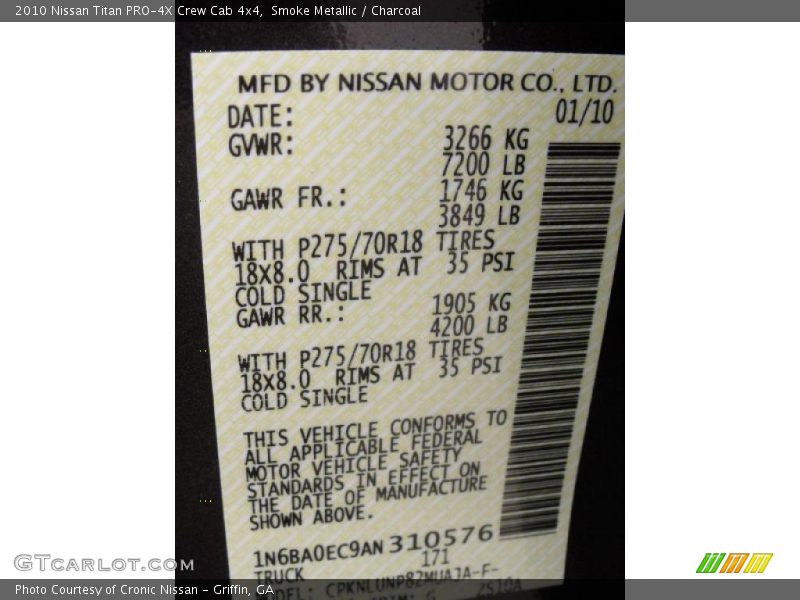 2010 Nissan Titan PRO-4X Crew Cab 4x4, Smoke Metallic / Charcoal
MFD BY NISSAN MOTOR CO., LTD.
DATE: 01/10
GVWR: 3266 KG
7200 LB
GAWR FR.: 1746 KG
3849 LB
WITH P275/70R18 TIRES
18X8.0 RIMS AT 35 PSI
COLD SINGLE
GAWR RR.: 1905 KG
4200 LB
WITH P275/70R18 TIRES
18X8.0 RIMS AT 35 PSI
COLD SINGLE
THIS VEHICLE CONFORMS TO
ALL APPLICABLE FEDERAL
MOTOR VEHICLE SAFETY
STANDARDS IN EFFECT ON
THE DATE OF MANUFACTURE
SHOWN ABOVE.
1N6BA0EC9AN310576
TRUCK 171
MODEL:
GTCarLot.com
Photo Courtesy of Cronic Nissan – Griffin, GA